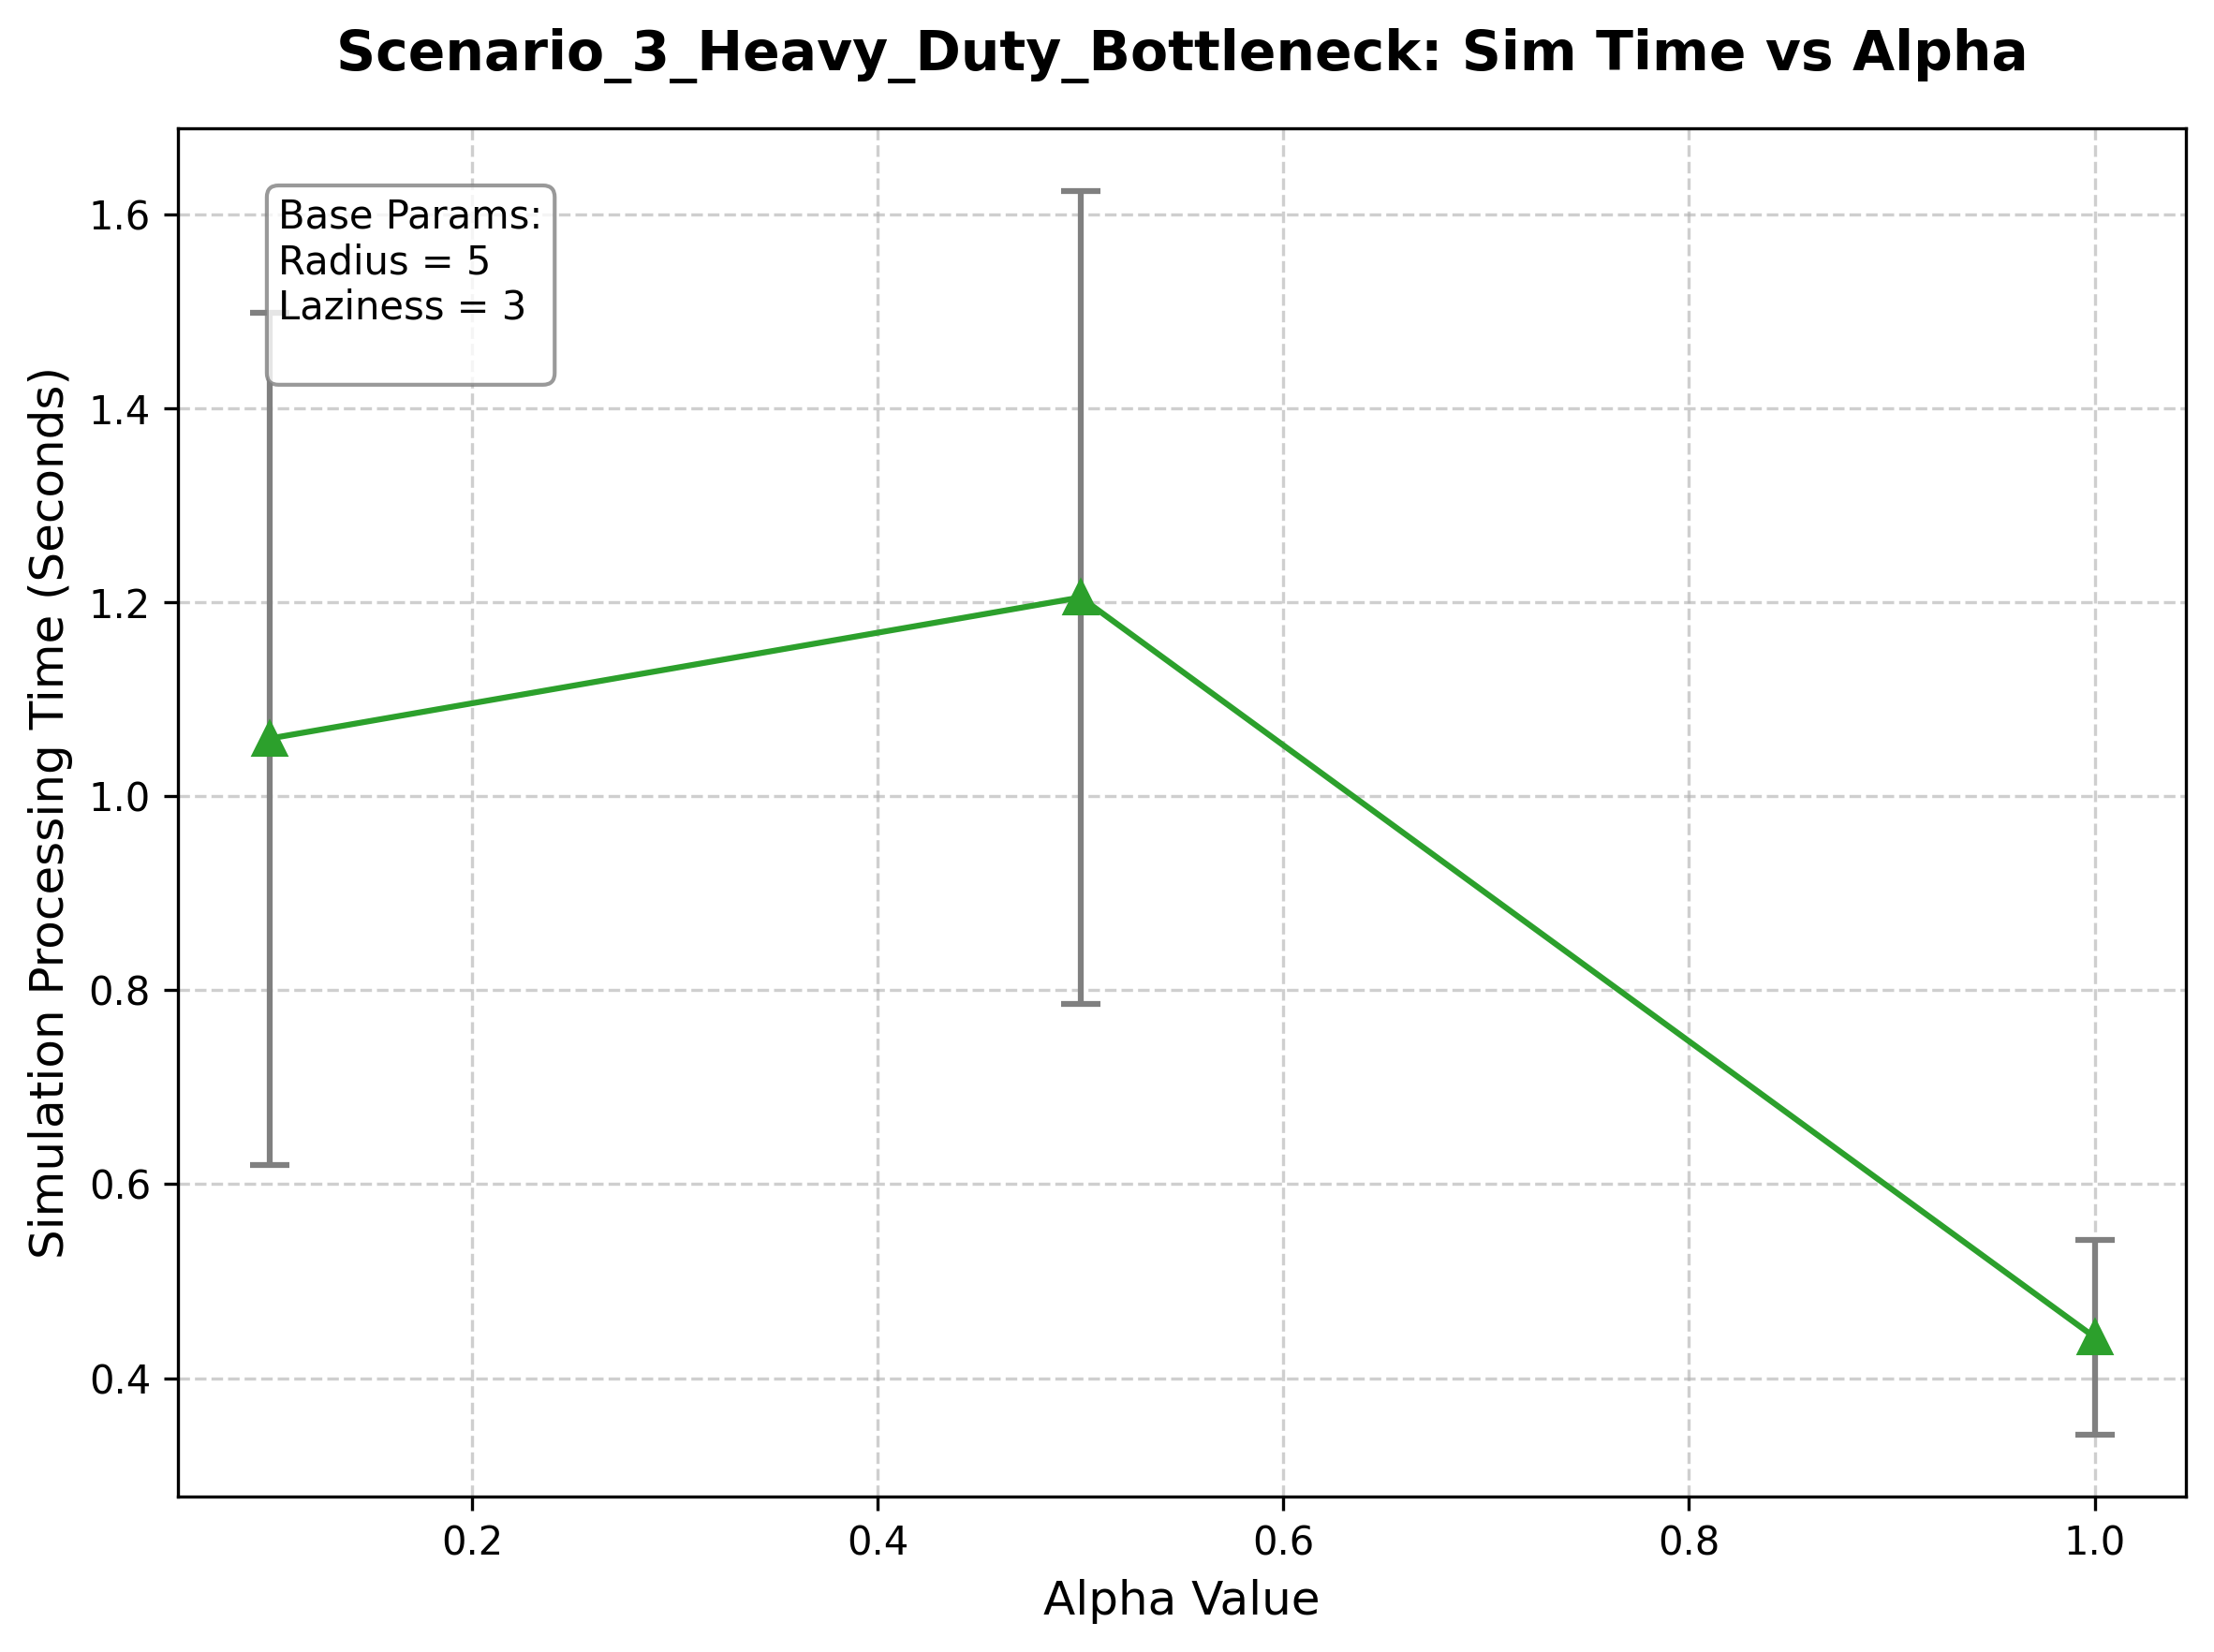 Scenario_3_Heavy_Duty_Bottleneck: Sim Time vs Alpha
Simulation Processing Time (Seconds)
1.6
1.4
1.2
1.0
0.8
0.6
0.4
Base Params:
Radius = 5
Laziness = 3
0.2
0.4
0.6
0.8
1.0
Alpha Value